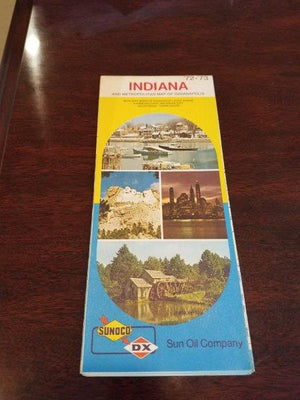 72-73
INDIANA
AND METROPOLITAN MAP OF INDIANAPOLIS
SUNOCO
DX
Sun Oil Company